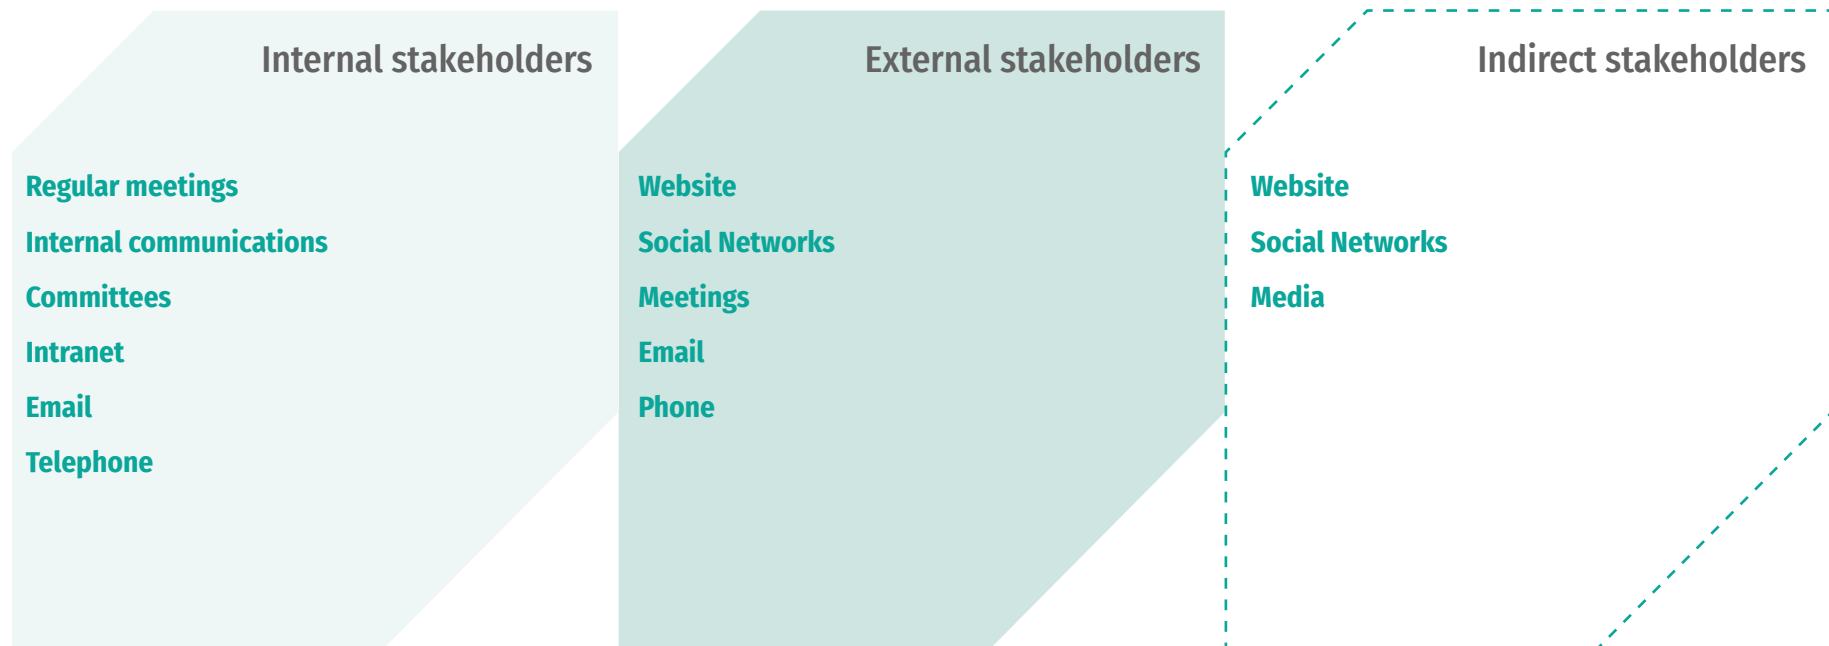 Internal stakeholders
Regular meetings
Internal communications
Committees
Intranet
Email
Telephone
External stakeholders
Website
Social Networks
Meetings
Email
Phone
Indirect stakeholders
Website
Social Networks
Media